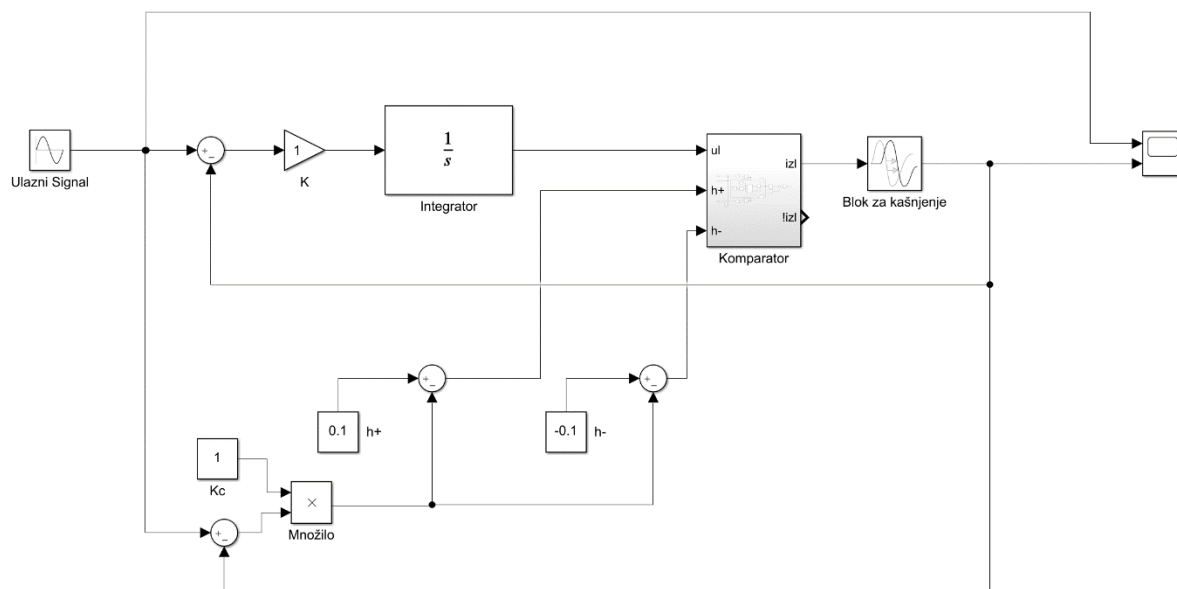 Ulazni Signal
+
−
1
K
1
s
Integrator
ul
h+
h-
izl
!izl
Komparator
Blok za kašnjenje
+
−
0.1
h+
+
−
-0.1
h-
1
Kc
×
Množilo
+
−